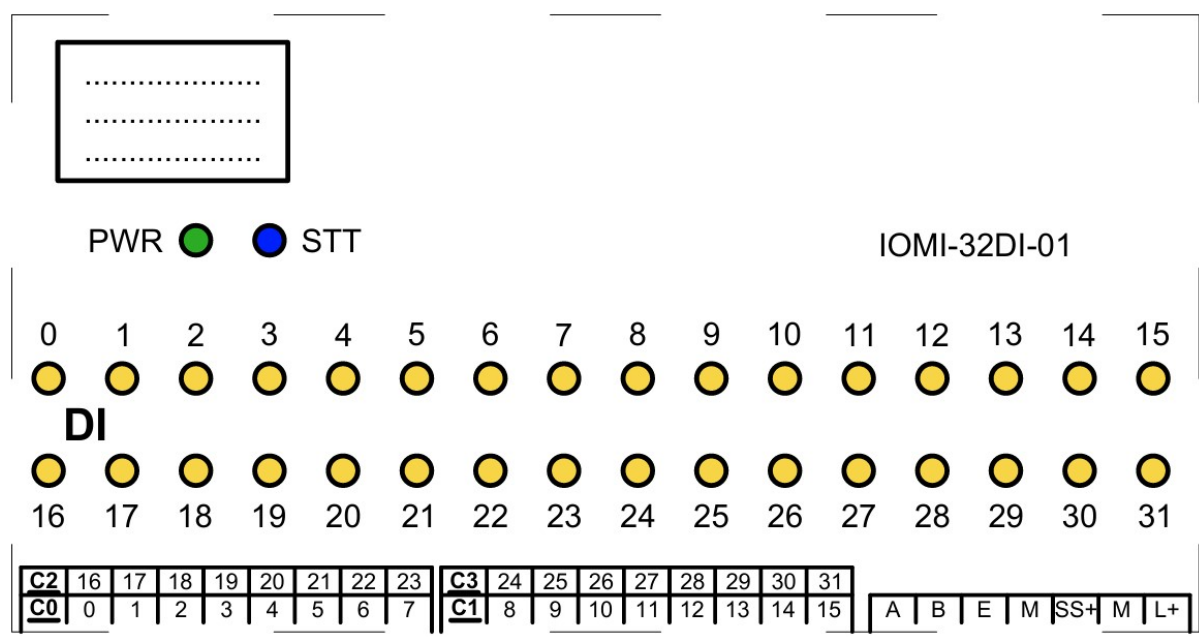 PWR STT IOMI-32DI-01
0 1 2 3 4 5 6 7 8 9 10 11 12 13 14 15
DI
16 17 18 19 20 21 22 23 24 25 26 27 28 29 30 31
C2 16 17 18 19 20 21 22 23 C3 24 25 26 27 28 29 30 31
C0 0 1 2 3 4 5 6 7 C1 8 9 10 11 12 13 14 15 A B E M SS+ M L+